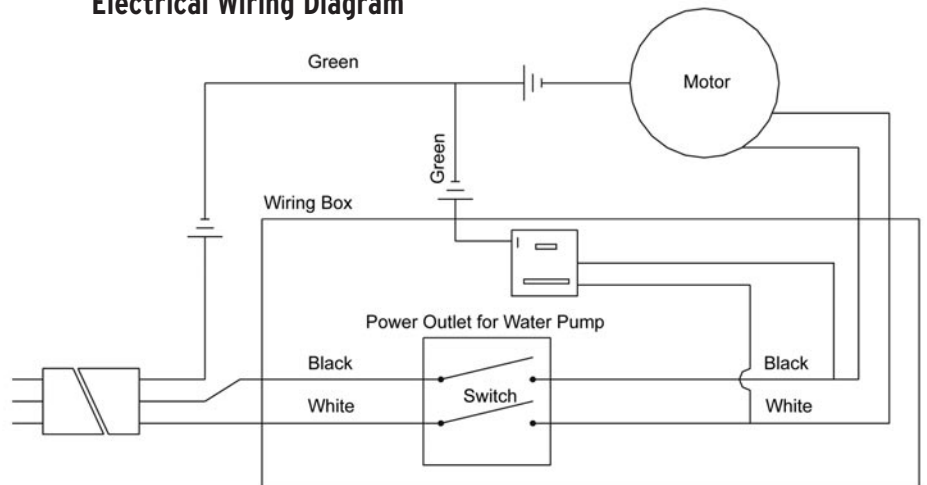 Electrical Wiring Diagram
Green
Motor
Green
Wiring Box
Power Outlet for Water Pump
Black
Switch
Black
White
White